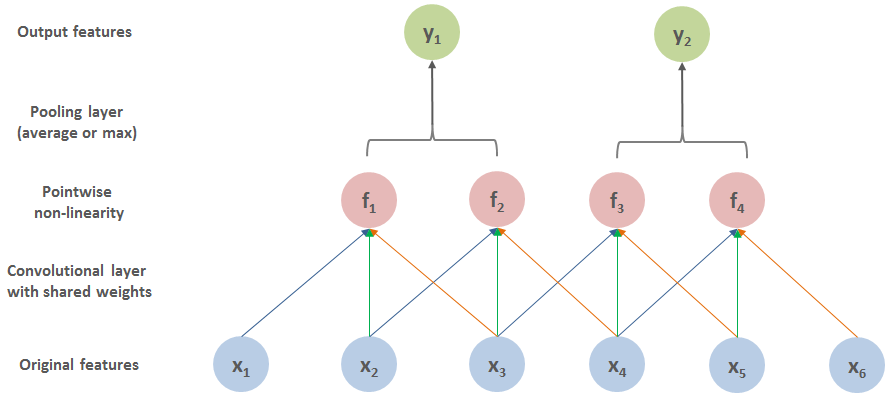 Output features
y1
y2
Pooling layer
(average or max)
Pointwise
non-linearity
f1
f2
f3
f4
Convolutional layer
with shared weights
Original features
x1
x2
x3
x4
x5
x6